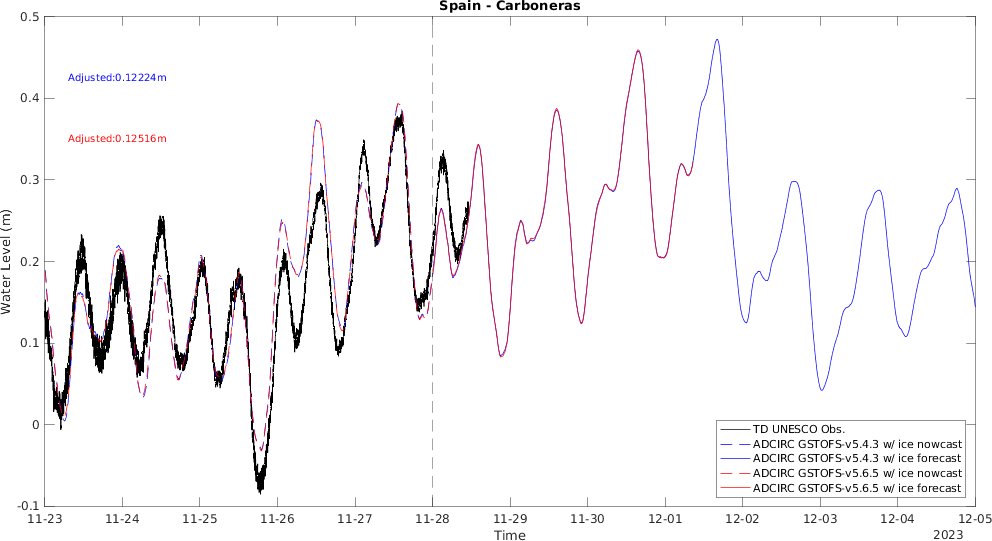 Spain - Carboneras
0.5
0.4
0.3
0.2
0.1
0
-0.1
Water Level (m)
Adjusted:0.12224m
Adjusted:0.12516m
TD UNESCO Obs.
ADCIRC GSTOFS-v5.4.3 w/ ice nowcast
ADCIRC GSTOFS-v5.4.3 w/ ice forecast
ADCIRC GSTOFS-v5.6.5 w/ ice nowcast
ADCIRC GSTOFS-v5.6.5 w/ ice forecast
11-23 11-24 11-25 11-26 11-27 11-28 11-29 11-30 12-01 12-02 12-03 12-04 12-05
Time
2023